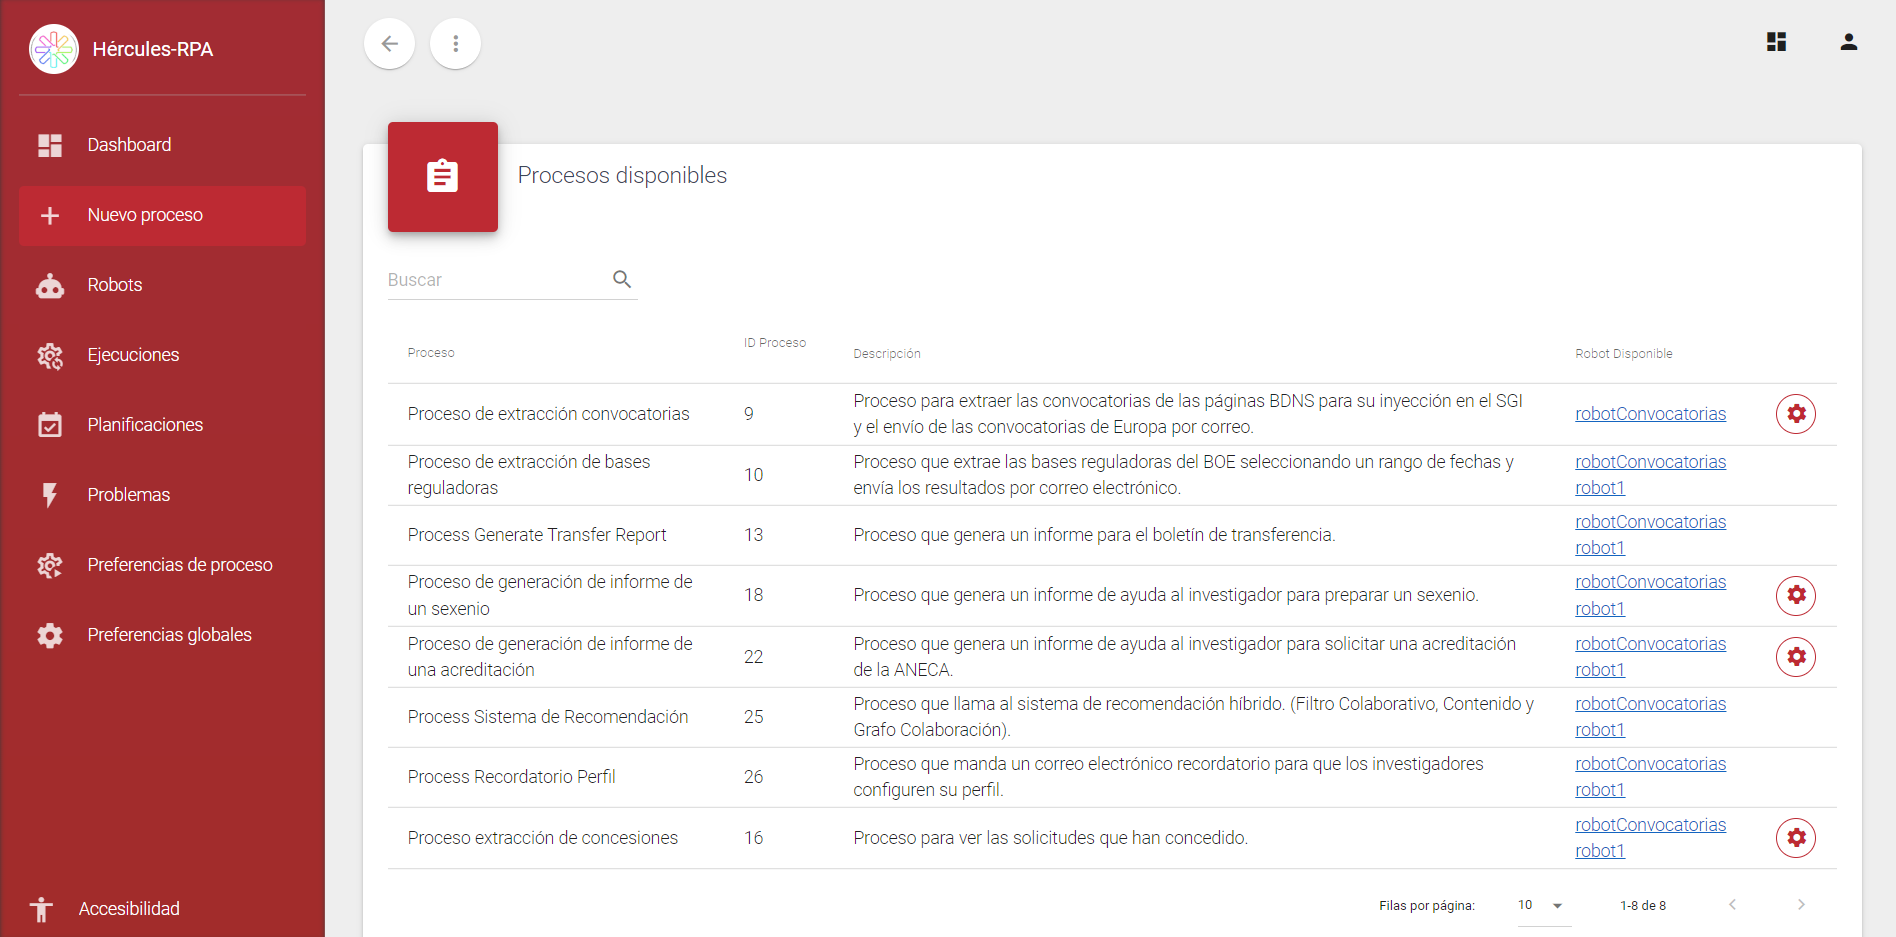 Hércules-RPA
Dashboard
Nuevo proceso
Robots
Ejecuciones
Planificaciones
Problemas
Preferencias de proceso
Preferencias globales
Accesibilidad
Procesos disponibles
Buscar
Proceso
ID Proceso
Descripción
Robot Disponible
Proceso de extracción convocatorias
9
Proceso para extraer las convocatorias de las páginas BDNS para su inyección en el SGI
y el envío de las convocatorias de Europa por correo.
robotConvocatorias
Proceso de extracción de bases
reguladoras
10
Proceso que extrae las bases reguladoras del BOE seleccionando un rango de fechas y
envía los resultados por correo electrónico.
robotConvocatorias
robot1
Process Generate Transfer Report
13
Proceso que genera un informe para el boletín de transferencia.
robotConvocatorias
robot1
Proceso de generación de informe de
un sexenio
18
Proceso que genera un informe de ayuda al investigador para preparar un sexenio.
robotConvocatorias
robot1
Proceso de generación de informe de
una acreditación
22
Proceso que genera un informe de ayuda al investigador para solicitar una acreditación
de la ANECA.
robotConvocatorias
robot1
Process Sistema de Recomendación
25
Proceso que llama al sistema de recomendación híbrido. (Filtro Colaborativo, Contenido y
Grafo Colaboración).
robotConvocatorias
robot1
Process Recordatorio Perfil
26
Proceso que manda un correo electrónico recordatorio para que los investigadores
configuren su perfil.
robotConvocatorias
robot1
Proceso extracción de concesiones
16
Proceso para ver las solicitudes que han concedido.
robotConvocatorias
robot1
Filas por página:
10
1-8 de 8